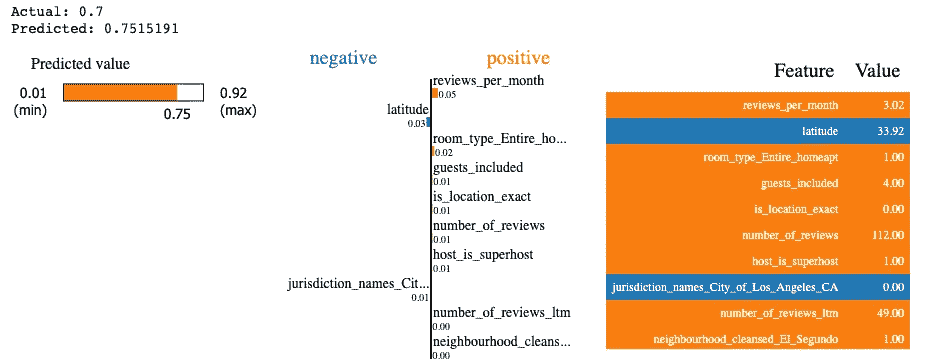 Actual: 0.7
Predicted: 0.7515191
Predicted value
0.01
(min)
0.75
0.92
(max)
negative
positive
reviews_per_month
0.05
latitude
0.03
room_type_Entire_ho...
0.02
guests_included
0.01
is_location_exact
0.01
number_of_reviews
0.01
host_is_superhost
0.01
jurisdiction_names_Cit...
0.01
number_of_reviews_ltm
0.00
neighbourhood_cleans...
0.00
Feature Value
reviews_per_month 3.02
latitude 33.92
room_type_Entire_homeapt 1.00
guests_included 4.00
is_location_exact 0.00
number_of_reviews 112.00
host_is_superhost 1.00
jurisdiction_names_City_of_Los_Angeles_CA 0.00
number_of_reviews_ltm 49.00
neighbourhood_cleansed_El_Segundo 1.00